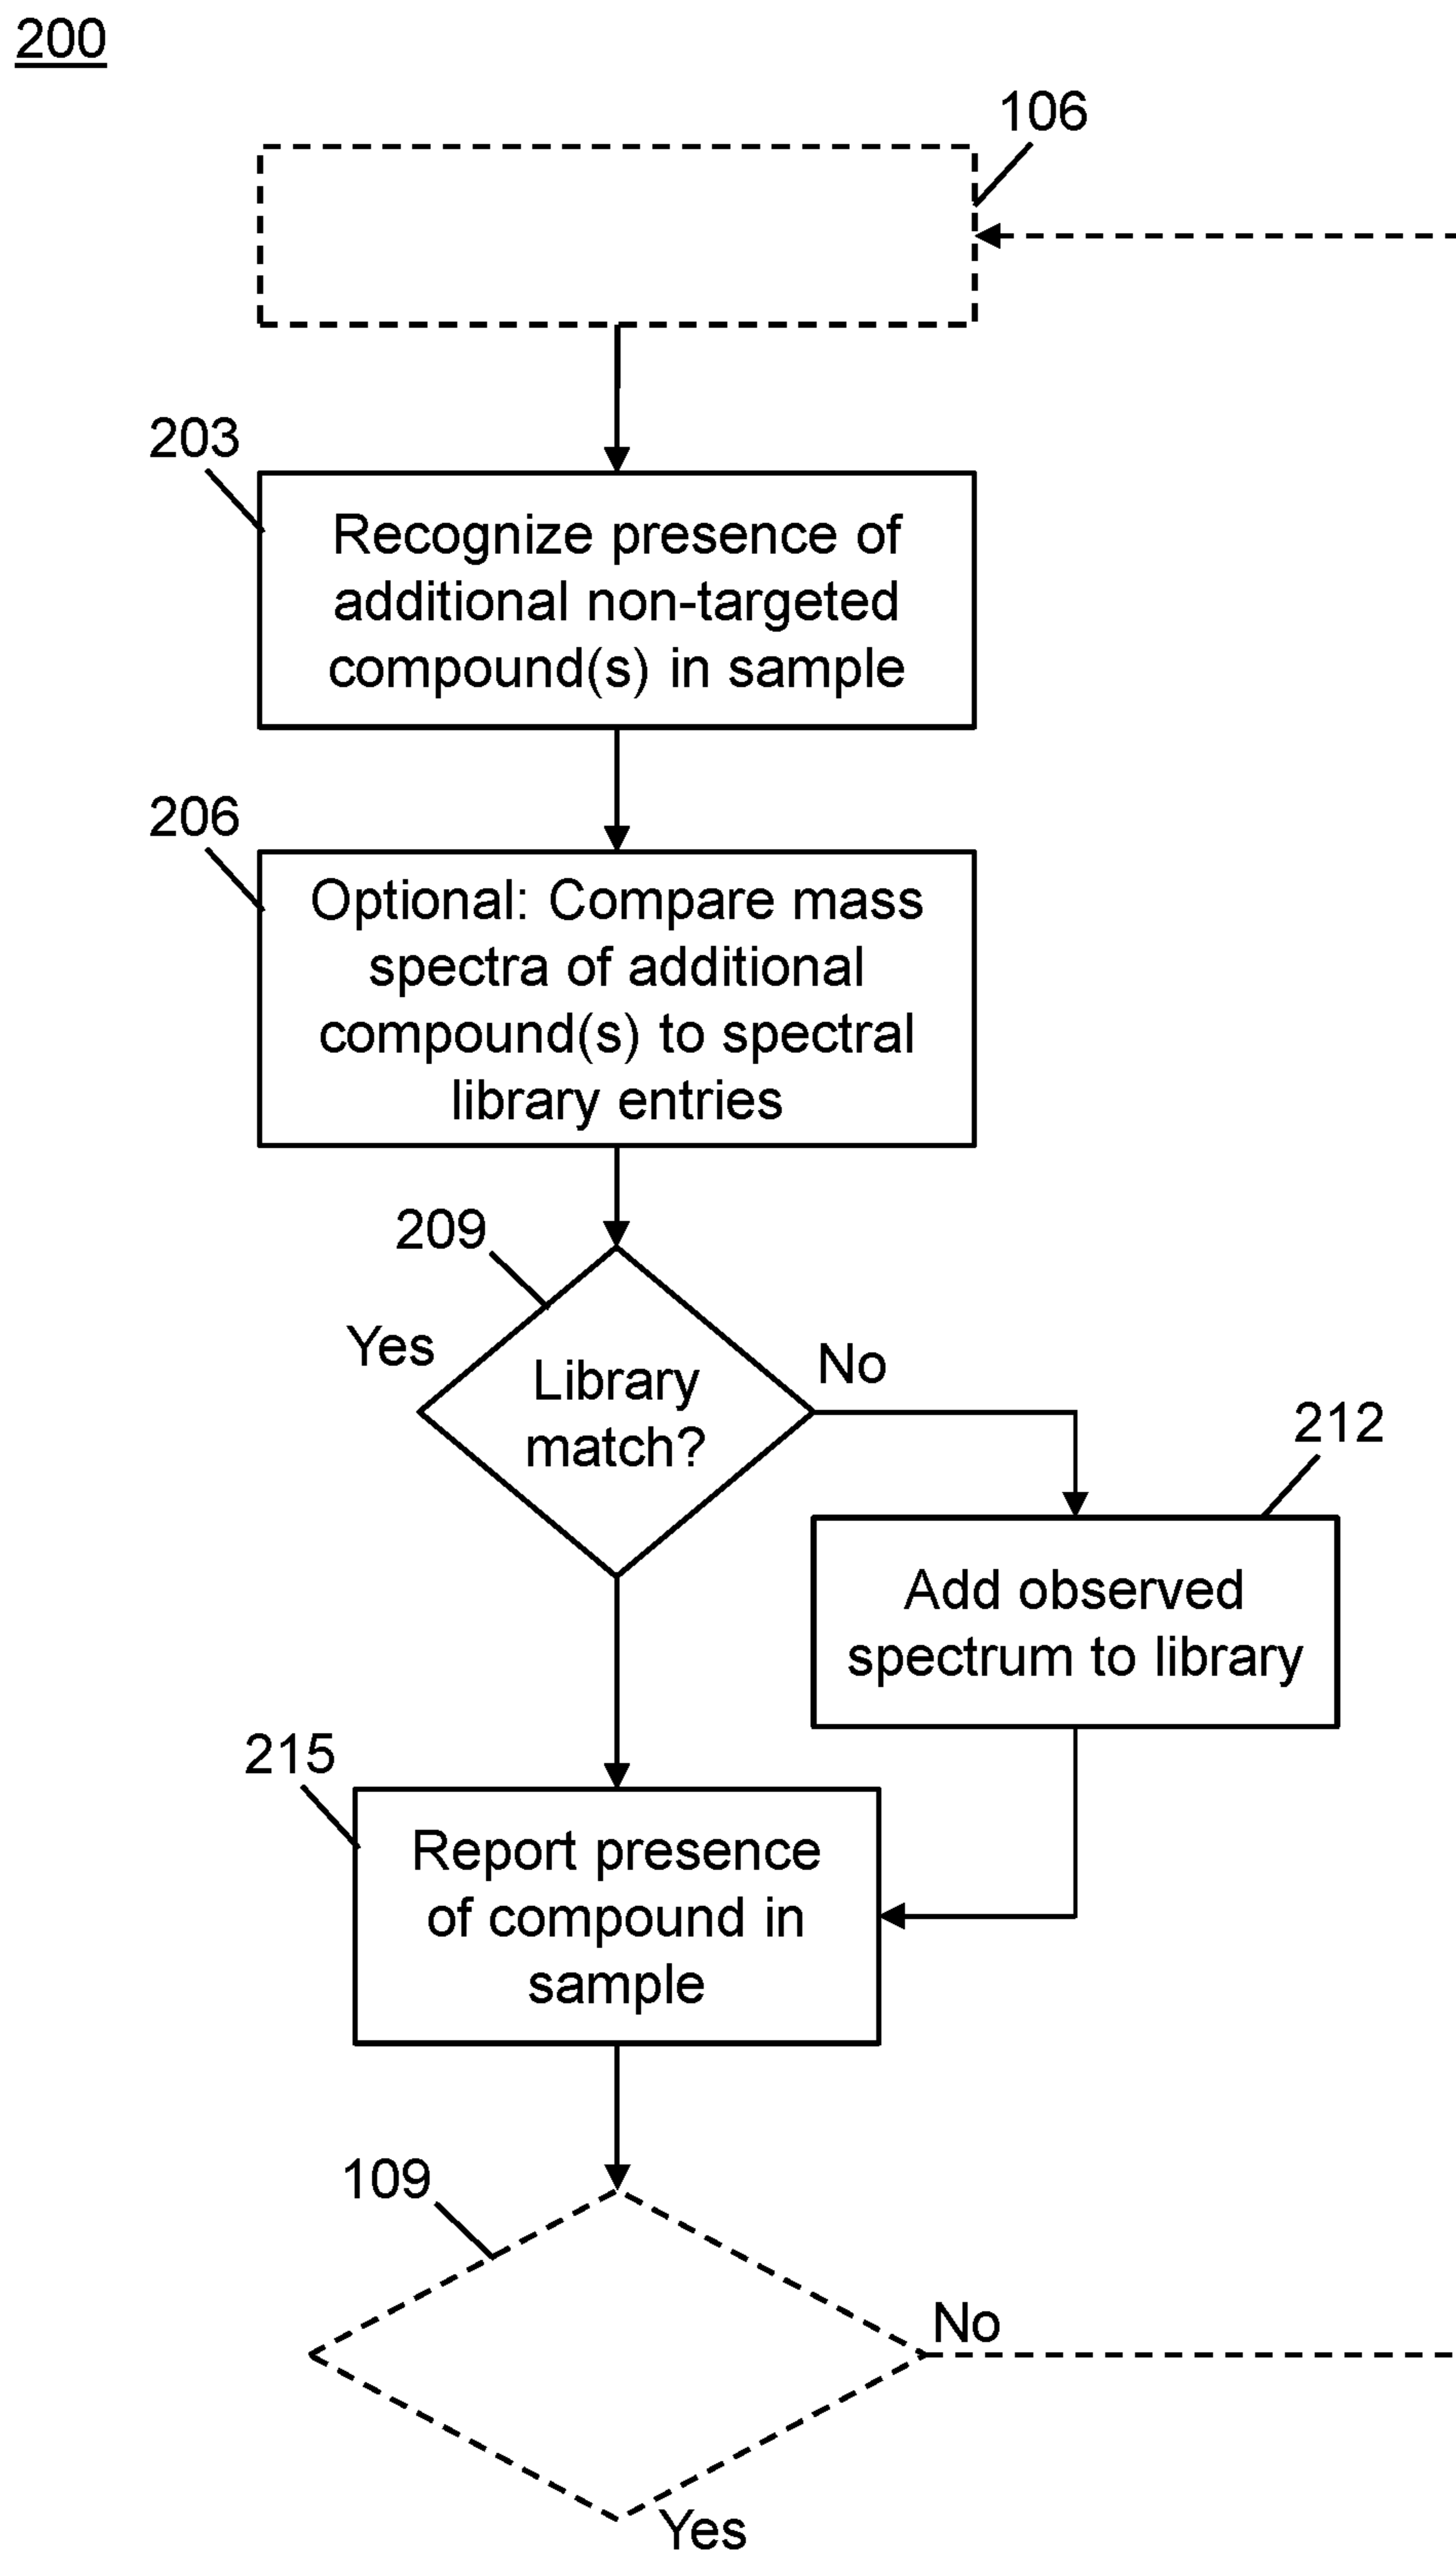 200
106
203
Recognize presence of
additional non-targeted
compound(s) in sample
206
Optional: Compare mass
spectra of additional
compound(s) to spectral
library entries
209
Yes
No
Library
match?
212
Add observed
spectrum to library
215
Report presence
of compound in
sample
109
No
Yes